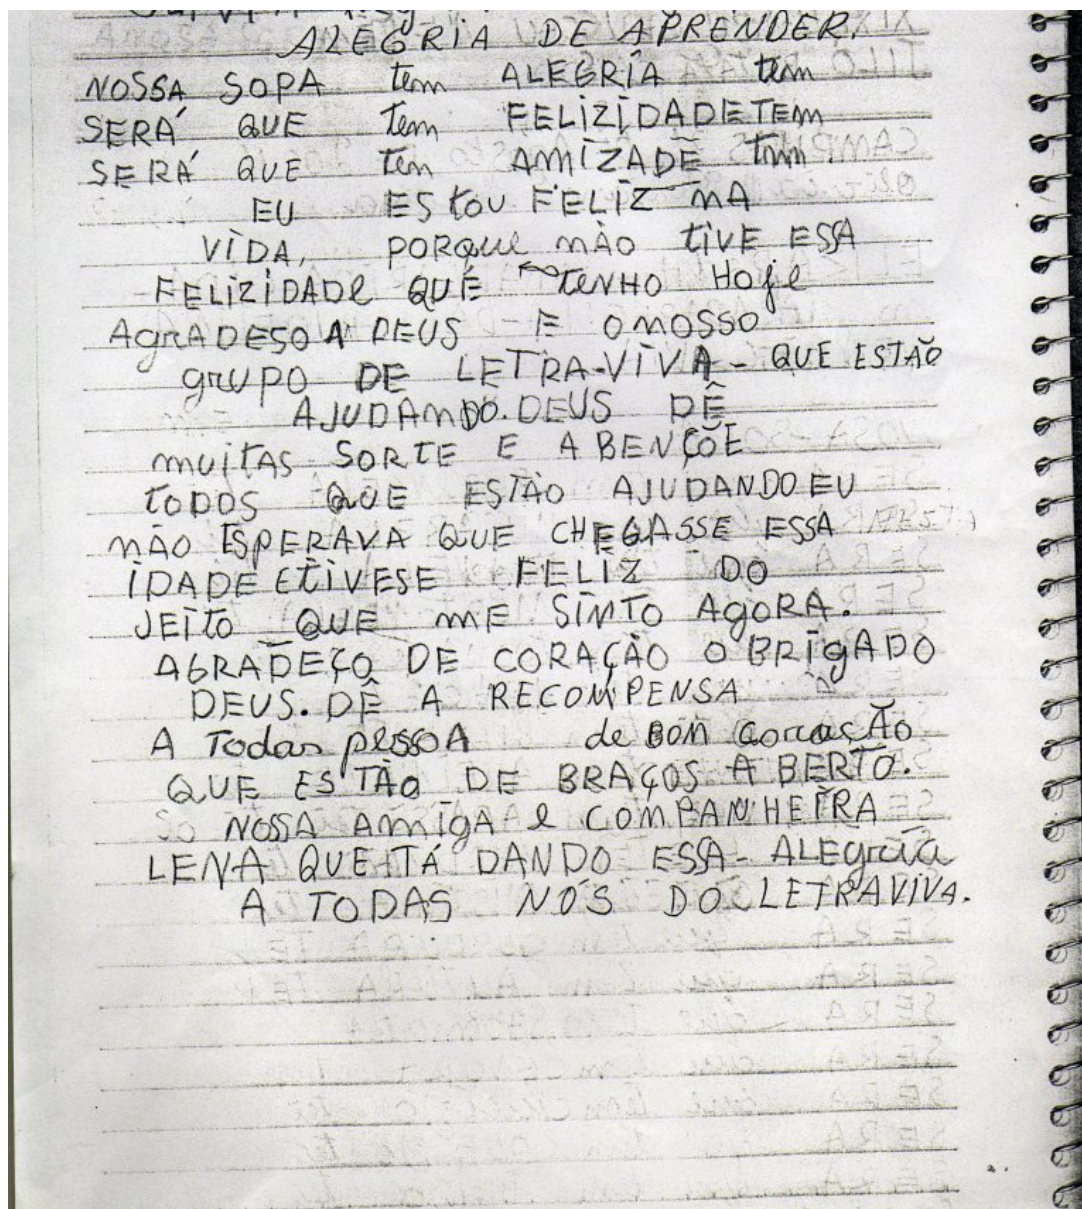 ALEGRIA DE APRENDER.
NOSSA SOPA tem ALEGRIA tem
SERÁ QUE tem FELIZIDADE TEM
SERÁ QUE tem AMIZADE tem.
EU EStOU FELIZ NA
VIDA, PORQUE NÃO tIVE ESSA
FELIZIDADe QUE tENHO HOje
AgRADESO A DEUS E O NOSSO
gRUPO DE LETRA-VIVA - QUE ESTÃO
AJUDANDO. DEUS DÊ
MUITAS SORTE E ABENÇÕE
tODOS QUE ESTÃO AJUDANDO EU
NÃO ESPERAVA QUE CHEGASSE ESSA
IDADE ETIVESE FELIZ DO
JEITO QUE ME SINTO AGORA.
AGRADEÇO DE CORAÇÃO OBRIGADO
DEUS. DÊ A RECOMPENSA
A Todas pessoA de BOM corração
QUE ESTÃO DE BRAÇOS ABERTO.
NOSSA AMIGA e COMPANHEIRA
LENA QUE TÁ DANDO ESSA - ALEgria
A TODAS NÓS DO LETRAVIVA.